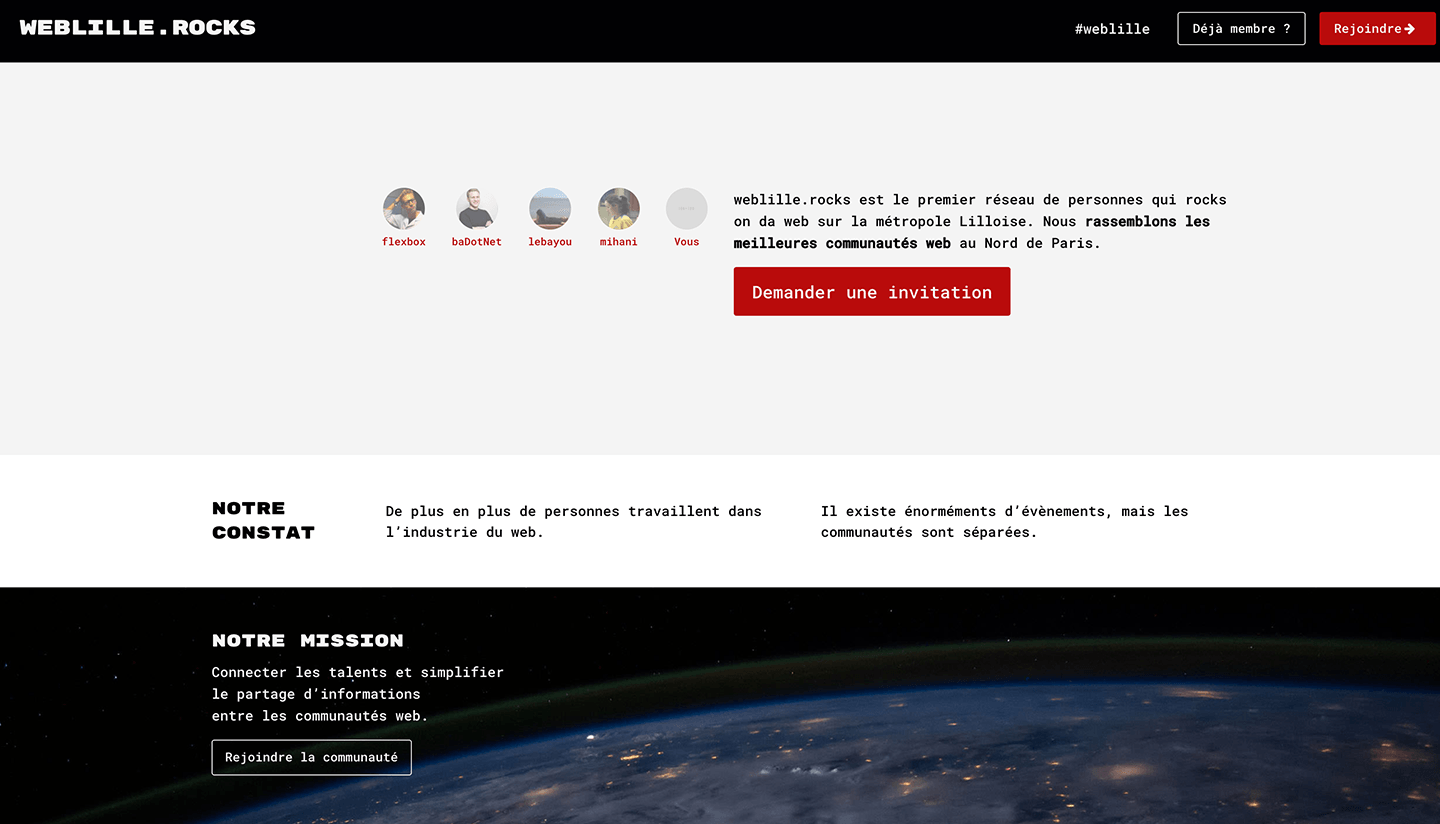 WEBLILLE.ROCKS
#weblille
Déjà membre ?
Rejoindre→
flexbox
baDotNet
lebayou
mihani
Vous
weblille.rocks est le premier réseau de personnes qui rocks
on da web sur la métropole Lilloise. Nous rassemblons les
meilleures communautés web au Nord de Paris.
Demander une invitation
NOTRE
CONSTAT
De plus en plus de personnes travaillent dans
l’industrie du web.
Il existe énorméments d’évènements, mais les
communautés sont séparées.
NOTRE MISSION
Connecter les talents et simplifier
le partage d’informations
entre les communautés web.
Rejoindre la communauté